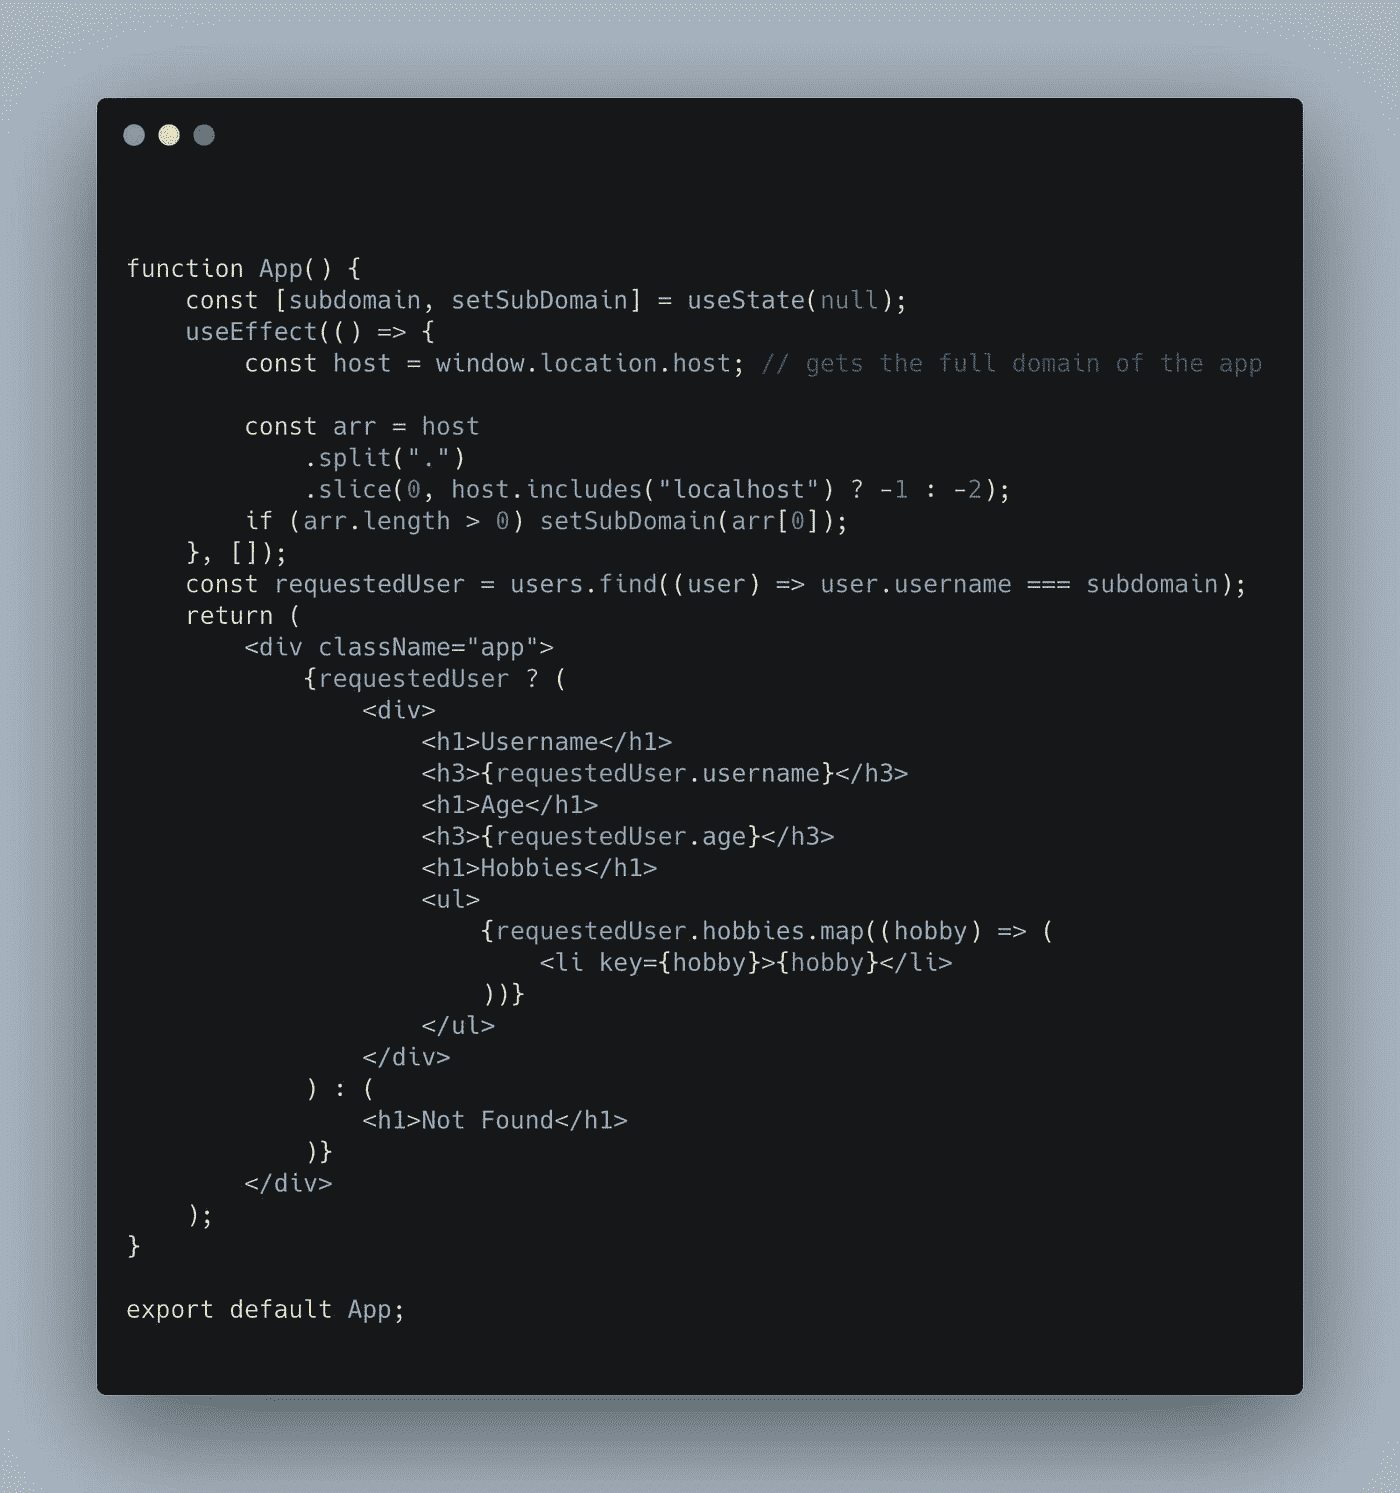 function App() {
    const [subdomain, setSubDomain] = useState(null);
    useEffect(() => {
        const host = window.location.host; // gets the full domain of the app

        const arr = host
            .split(".")
            .slice(0, host.includes("localhost") ? -1 : -2);
        if (arr.length > 0) setSubDomain(arr[0]);
    }, []);
    const requestedUser = users.find((user) => user.username === subdomain);
    return (
        <div className="app">
            {requestedUser ? (
                <div>
                    <h1>Username</h1>
                    <h3>{requestedUser.username}</h3>
                    <h1>Age</h1>
                    <h3>{requestedUser.age}</h3>
                    <h1>Hobbies</h1>
                    <ul>
                        {requestedUser.hobbies.map((hobby) => (
                            <li key={hobby}>{hobby}</li>
                        ))}
                    </ul>
                </div>
            ) : (
                <h1>Not Found</h1>
            )}
        </div>
    );
}

export default App;